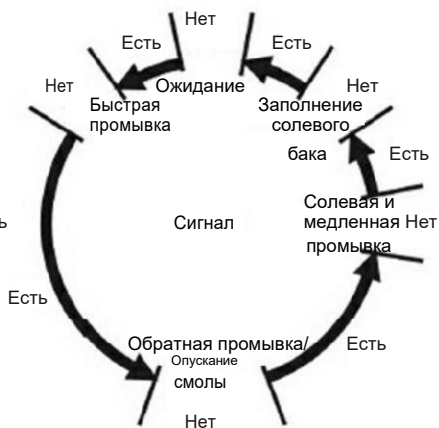 Нет
Есть
Есть
Нет
Ожидание
Нет
Быстрая
промывка
Заполнение
солевого
бака
Есть
Солевая и
медленная Нет
промывка
Сигнал
Есть
Обратная промывка/
Опускание
смолы
Есть
Нет